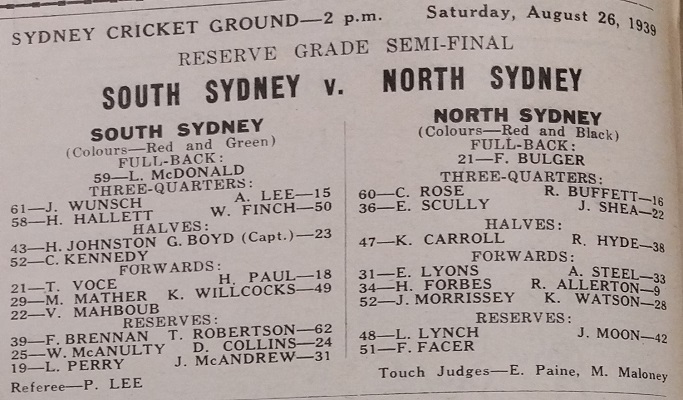 SYDNEY CRICKET GROUND—2 p.m. Saturday, August 26, 1939
RESERVE GRADE SEMI-FINAL
SOUTH SYDNEY v. NORTH SYDNEY
SOUTH SYDNEY
(Colours—Red and Green)
FULL-BACK:
59—L. McDONALD
THREE-QUARTERS:
61—J. WUNSCH A. LEE—15
58—H. HALLETT W. FINCH—50
HALVES:
43—H. JOHNSTON G. BOYD (Capt.)—23
52—C. KENNEDY
FORWARDS:
21—T. VOCE H. PAUL—18
29—M. MATHER K. WILLCOCKS—49
22—V. MAHBOUB
RESERVES:
39—F. BRENNAN T. ROBERTSON—62
25—W. McANULTY D. COLLINS—24
19—L. PERRY J. McANDREW—31
Referee—P. LEE
NORTH SYDNEY
(Colours—Red and Black)
FULL-BACK:
21—F. BULGER
THREE-QUARTERS:
60—C. ROSE R. BUFFETT—16
36—E. SCULLY J. SHEA—22
HALVES:
47—K. CARROLL R. HYDE—38
FORWARDS:
31—E. LYONS A. STEEL—33
34—H. FORBES R. ALLERTON—9
52—J. MORRISSEY K. WATSON—28
RESERVES:
48—L. LYNCH J. MOON—42
51—F. FACER
Touch Judges—E. Paine, M. Maloney